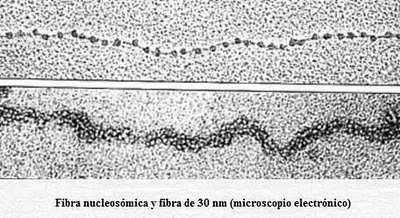 Fibra nucleosómica y fibra de 30 nm (microscopio electrónico)